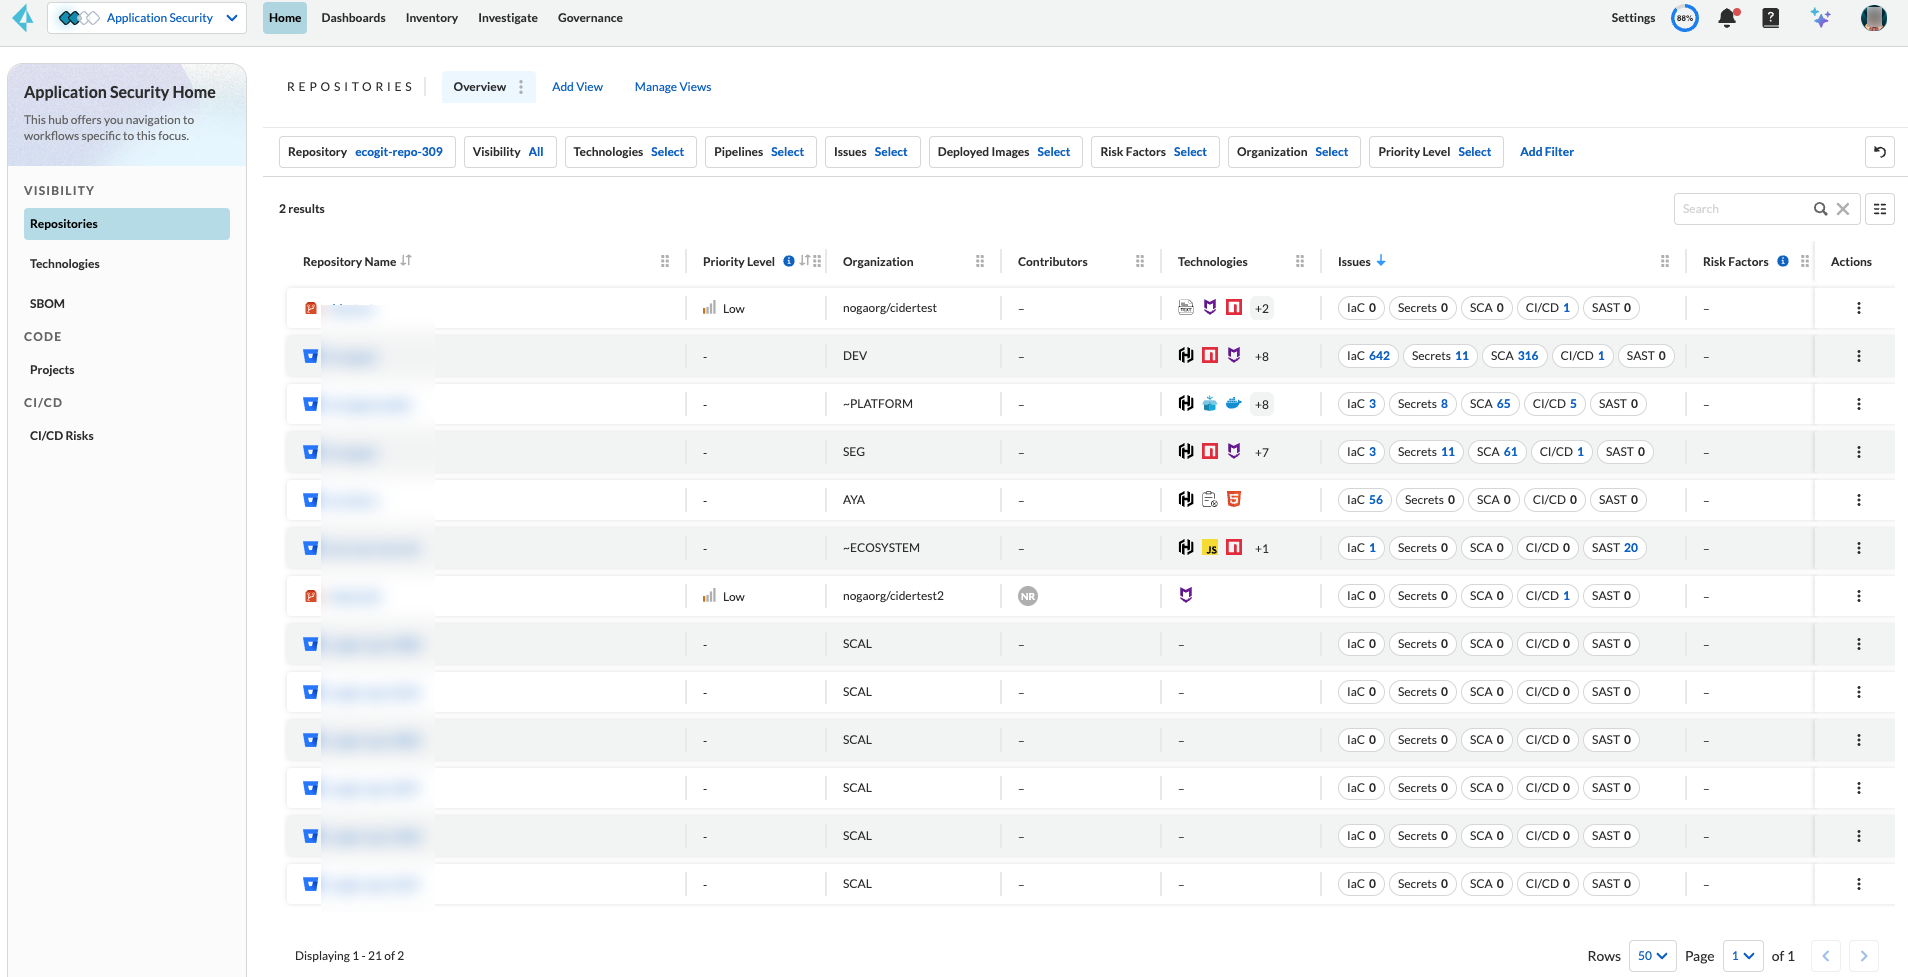 Application Security Home Dashboards Inventory Investigate Governance Settings 88%
Application Security Home
This hub offers you navigation to
workflows specific to this focus.
VISIBILITY
Repositories
Technologies
SBOM
CODE
Projects
CI/CD
CI/CD Risks
REPOSITORIES Overview Add View Manage Views
Repository ecogit-repo-309 Visibility All Technologies Select Pipelines Select Issues Select Deployed Images Select Risk Factors Select Organization Select Priority Level Select Add Filter
2 results Search
Repository Name Priority Level Organization Contributors Technologies Issues Risk Factors Actions
Low nogaorg/cidertest – +2 IaC 0 Secrets 0 SCA 0 CI/CD 1 SAST 0 –
- DEV – +8 IaC 642 Secrets 11 SCA 316 CI/CD 1 SAST 0 –
- ~PLATFORM – +8 IaC 3 Secrets 8 SCA 65 CI/CD 5 SAST 0 –
- SEG – +7 IaC 3 Secrets 11 SCA 61 CI/CD 1 SAST 0 –
- AYA – IaC 56 Secrets 0 SCA 0 CI/CD 0 SAST 0 –
- ~ECOSYSTEM – JS +1 IaC 1 Secrets 0 SCA 0 CI/CD 0 SAST 20 –
Low nogaorg/cidertest2 NR IaC 0 Secrets 0 SCA 0 CI/CD 1 SAST 0 –
- SCAL – – IaC 0 Secrets 0 SCA 0 CI/CD 0 SAST 0 –
- SCAL – – IaC 0 Secrets 0 SCA 0 CI/CD 0 SAST 0 –
- SCAL – – IaC 0 Secrets 0 SCA 0 CI/CD 0 SAST 0 –
- SCAL – – IaC 0 Secrets 0 SCA 0 CI/CD 0 SAST 0 –
- SCAL – – IaC 0 Secrets 0 SCA 0 CI/CD 0 SAST 0 –
- SCAL – – IaC 0 Secrets 0 SCA 0 CI/CD 0 SAST 0 –
Displaying 1 - 21 of 2 Rows 50 Page 1 of 1